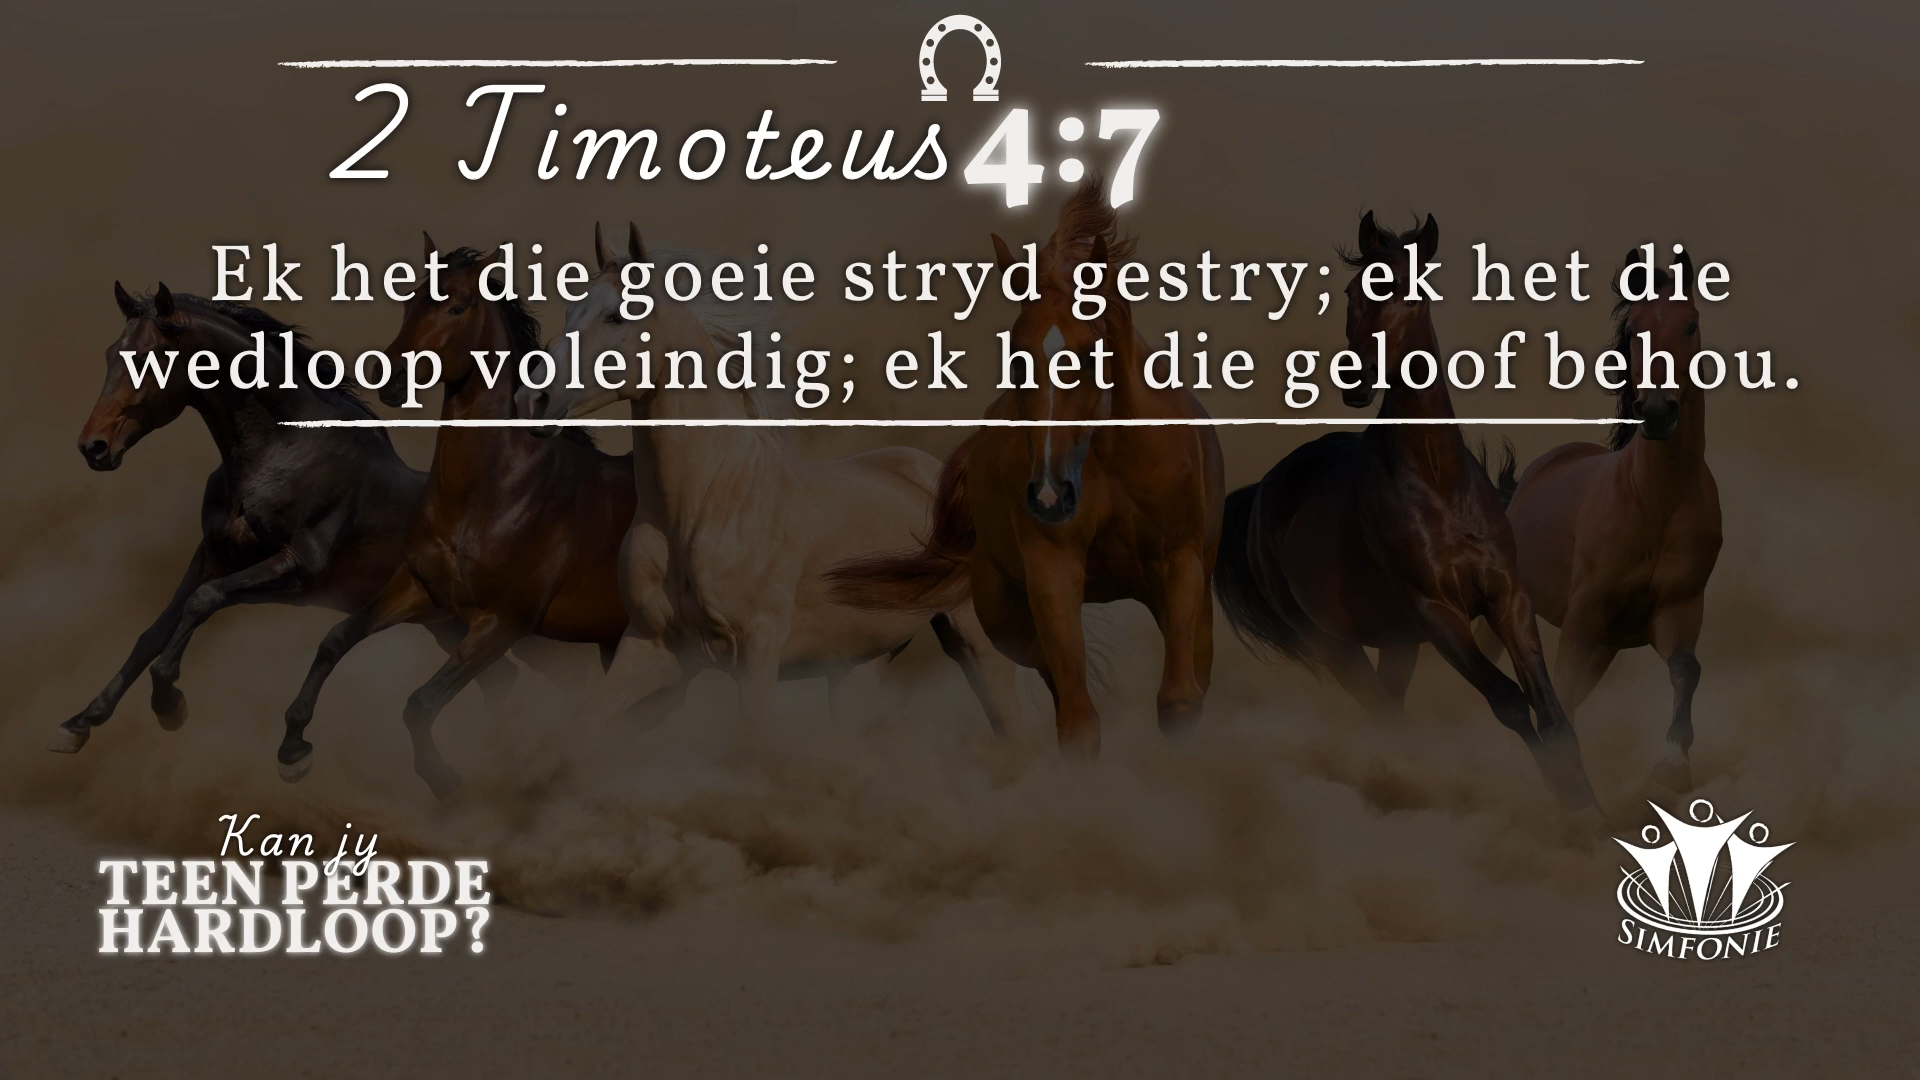 2 Timoteus 4:7
Ek het die goeie stryd gestry; ek het die
wedloop voleindig; ek het die geloof behou.
Kan jy
TEEN PERDE
HARDLOOP?
SIMFONIE